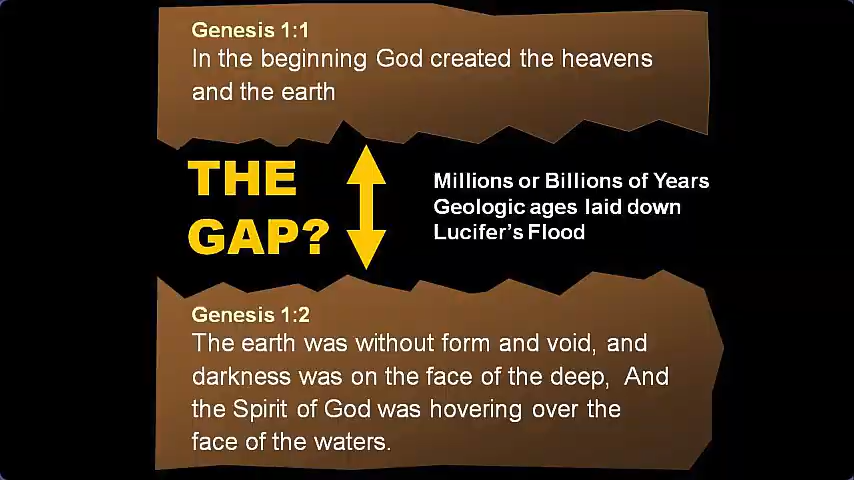 Genesis 1:1
In the beginning God created the heavens
and the earth
THE
GAP?
Millions or Billions of Years
Geologic ages laid down
Lucifer's Flood
Genesis 1:2
The earth was without form and void, and
darkness was on the face of the deep,  And
the Spirit of God was hovering over the
face of the waters.